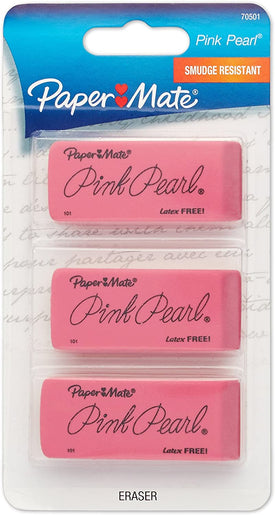 70501
Pink Pearl®
SMUDGE RESISTANT
Paper Mate®
Paper Mate®
Pink Pearl®
101 Latex FREE!
Paper Mate®
Pink Pearl®
101 Latex FREE!
Paper Mate®
Pink Pearl®
101 Latex FREE!
ERASER